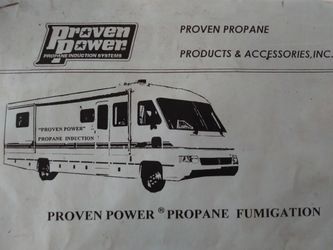 Proven
Power
PROPANE INDUCTION SYSTEMS
PROVEN PROPANE
PRODUCTS & ACCESSORIES, INC.
"PROVEN POWER"
PROPANE INDUCTION
PROVEN POWER ® PROPANE FUMIGATION